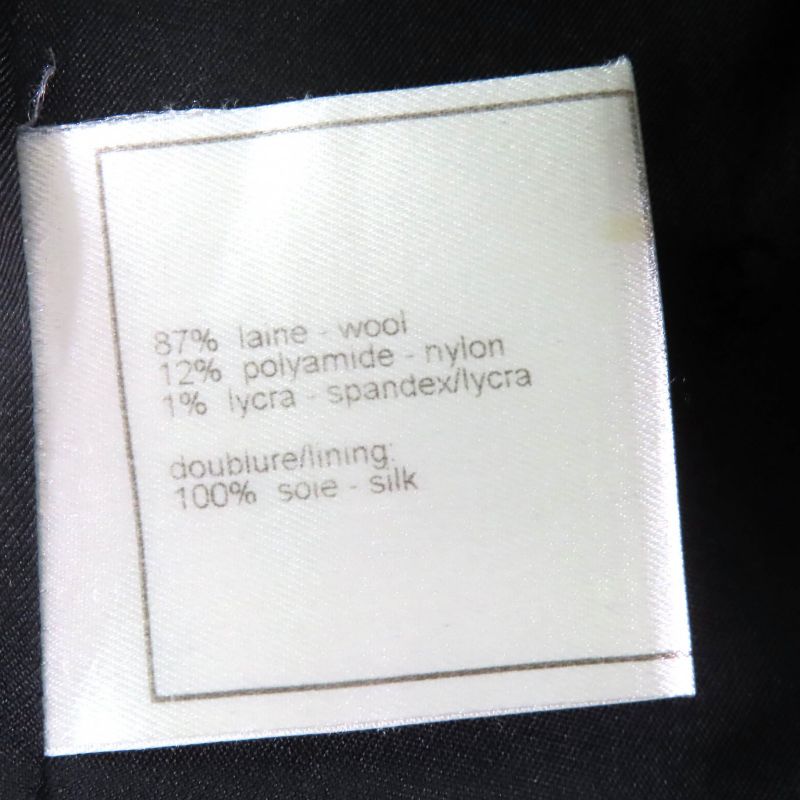 87% laine - wool
12% polyamide - nylon
1% lycra - spandex/lycra
doublure/lining:
100% soie - silk